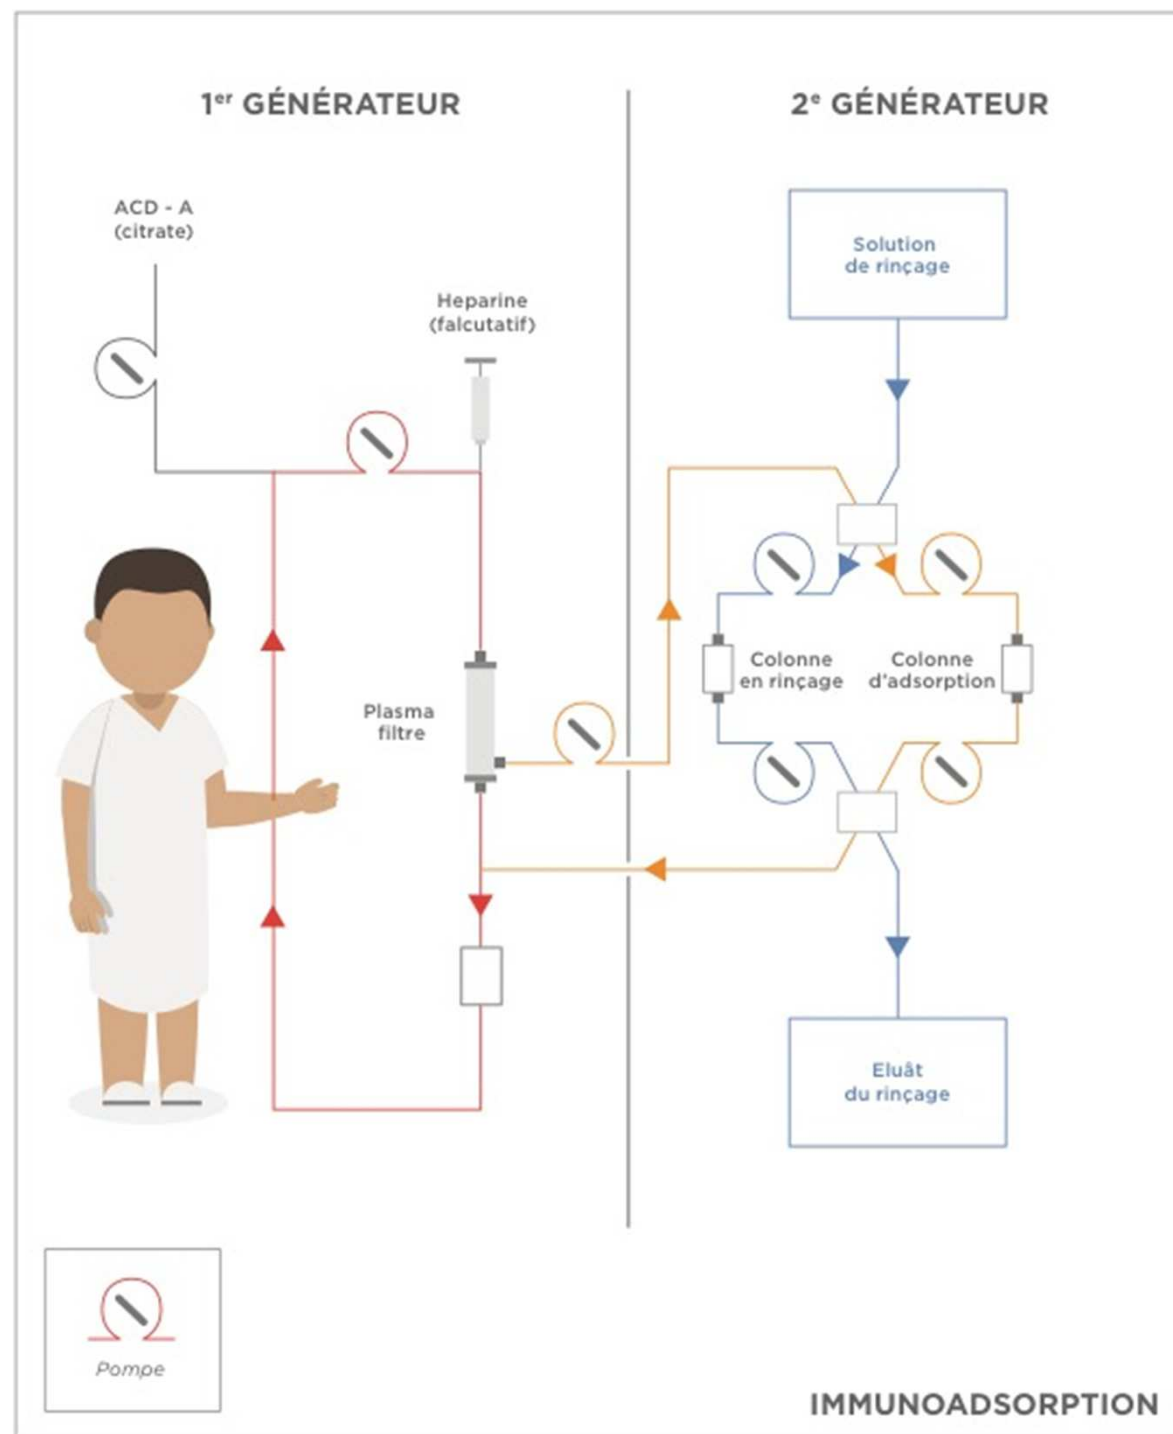 1er GÉNÉRATEUR
2e GÉNÉRATEUR
ACD - A
(citrate)
Heparine
(falcutatif)
Solution
de rinçage
Plasma
filtre
Colonne
en rinçage
Colonne
d'adsorption
Eluât
du rinçage
Pompe
IMMUNOADSORPTION